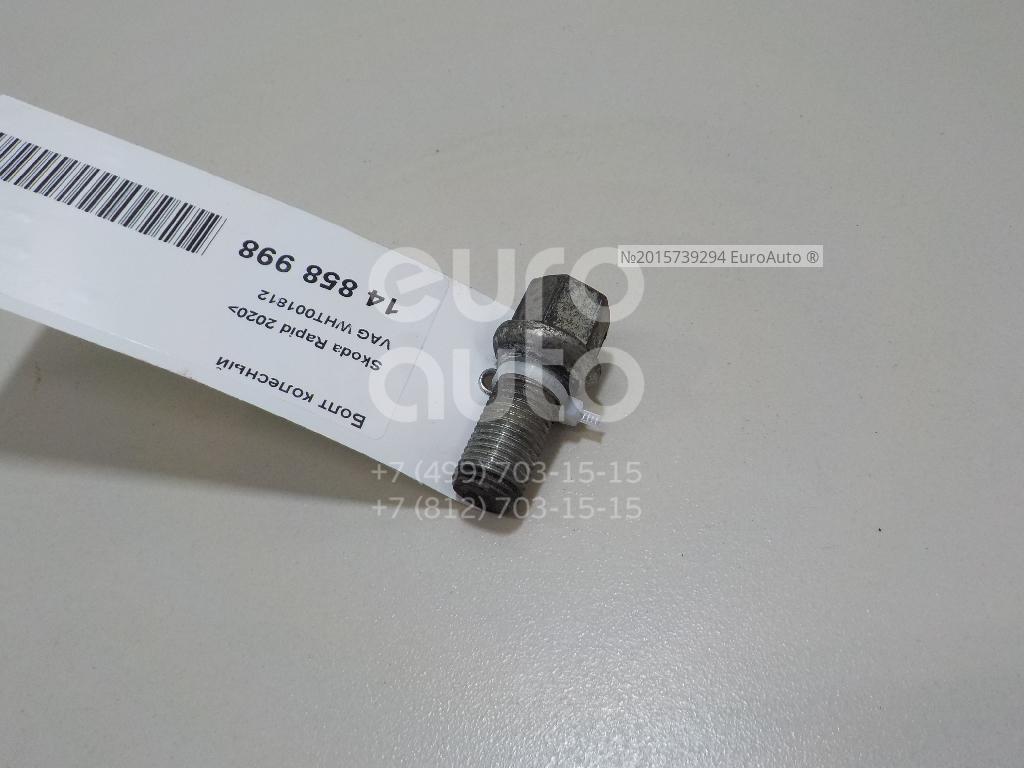 Болт колесный
Skoda Rapid 2020>
VAG WHT001812
14 858 998
№2015739294 EuroAuto ®
euro
auto
+7 (499) 703-15-15
+7 (812) 703-15-15